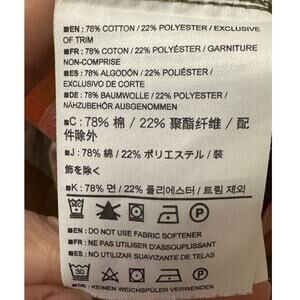 ■EN : 78% COTTON / 22% POLYESTER / EXCLUSIVE
OF TRIM
■FR : 78% COTON / 22% POLYÉSTER / GARNITURE
NON-COMPRISE
■ES : 78% ALGODÓN / 22% POLIÉSTER /
EXCLUSIVO DE CORTE
■DE : 78% BAUMWOLLE / 22% POLYESTER /
NÄHZUBEHÖR AUSGENOMMEN
■C : 78% 棉 / 22% 聚酯纤维 / 配
件除外
■J : 78% 綿 / 22% ポリエステル / 装
飾を除く
■K : 78% 면 / 22% 폴리에스터 / 트림 제외
P
■EN : DO NOT USE FABRIC SOFTENER
■FR : NE PAS UTILISER D'ASSOUPLISSANT
■ES : NO UTILIZAR SUAVIZANTE DE TELAS
30 P
■DE : KEINEN WEICHSPÜLER VERWENDEN